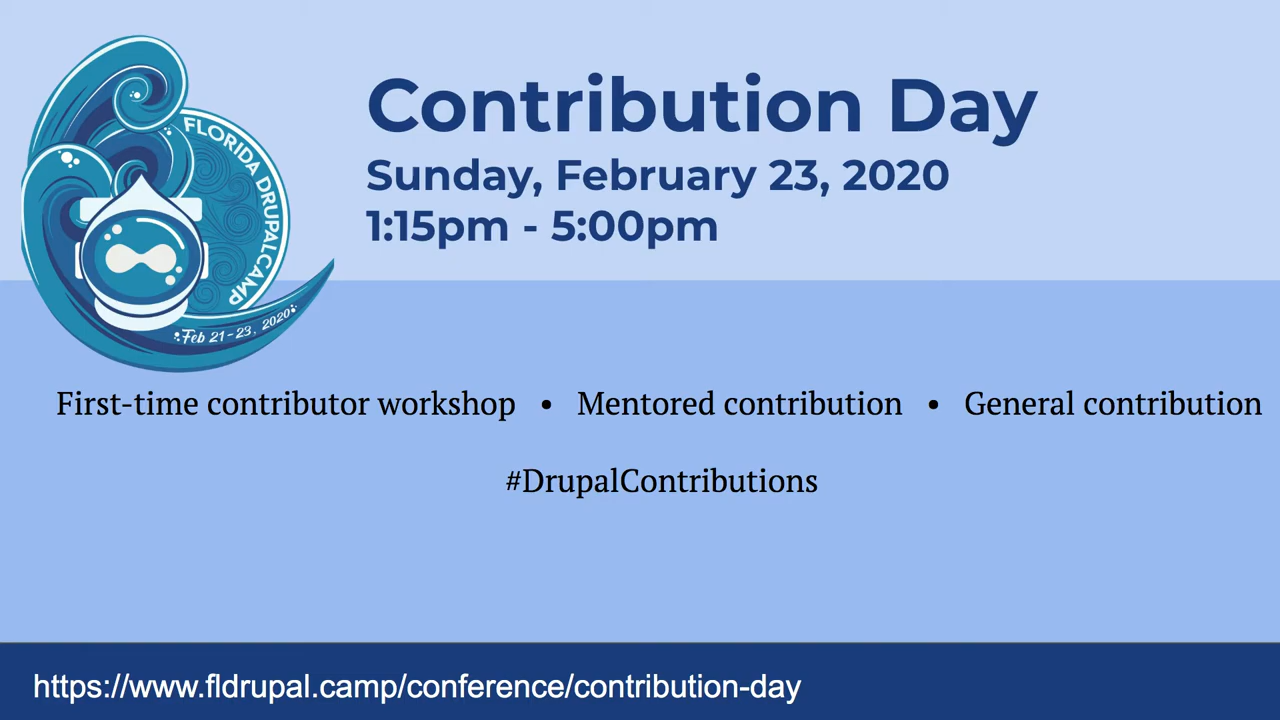 Contribution Day
Sunday, February 23, 2020
1:15pm - 5:00pm
FLORIDA DRUPALCAMP
Feb 21-23, 2020
First-time contributor workshop • Mentored contribution • General contribution
#DrupalContributions
https://www.fldrupal.camp/conference/contribution-day